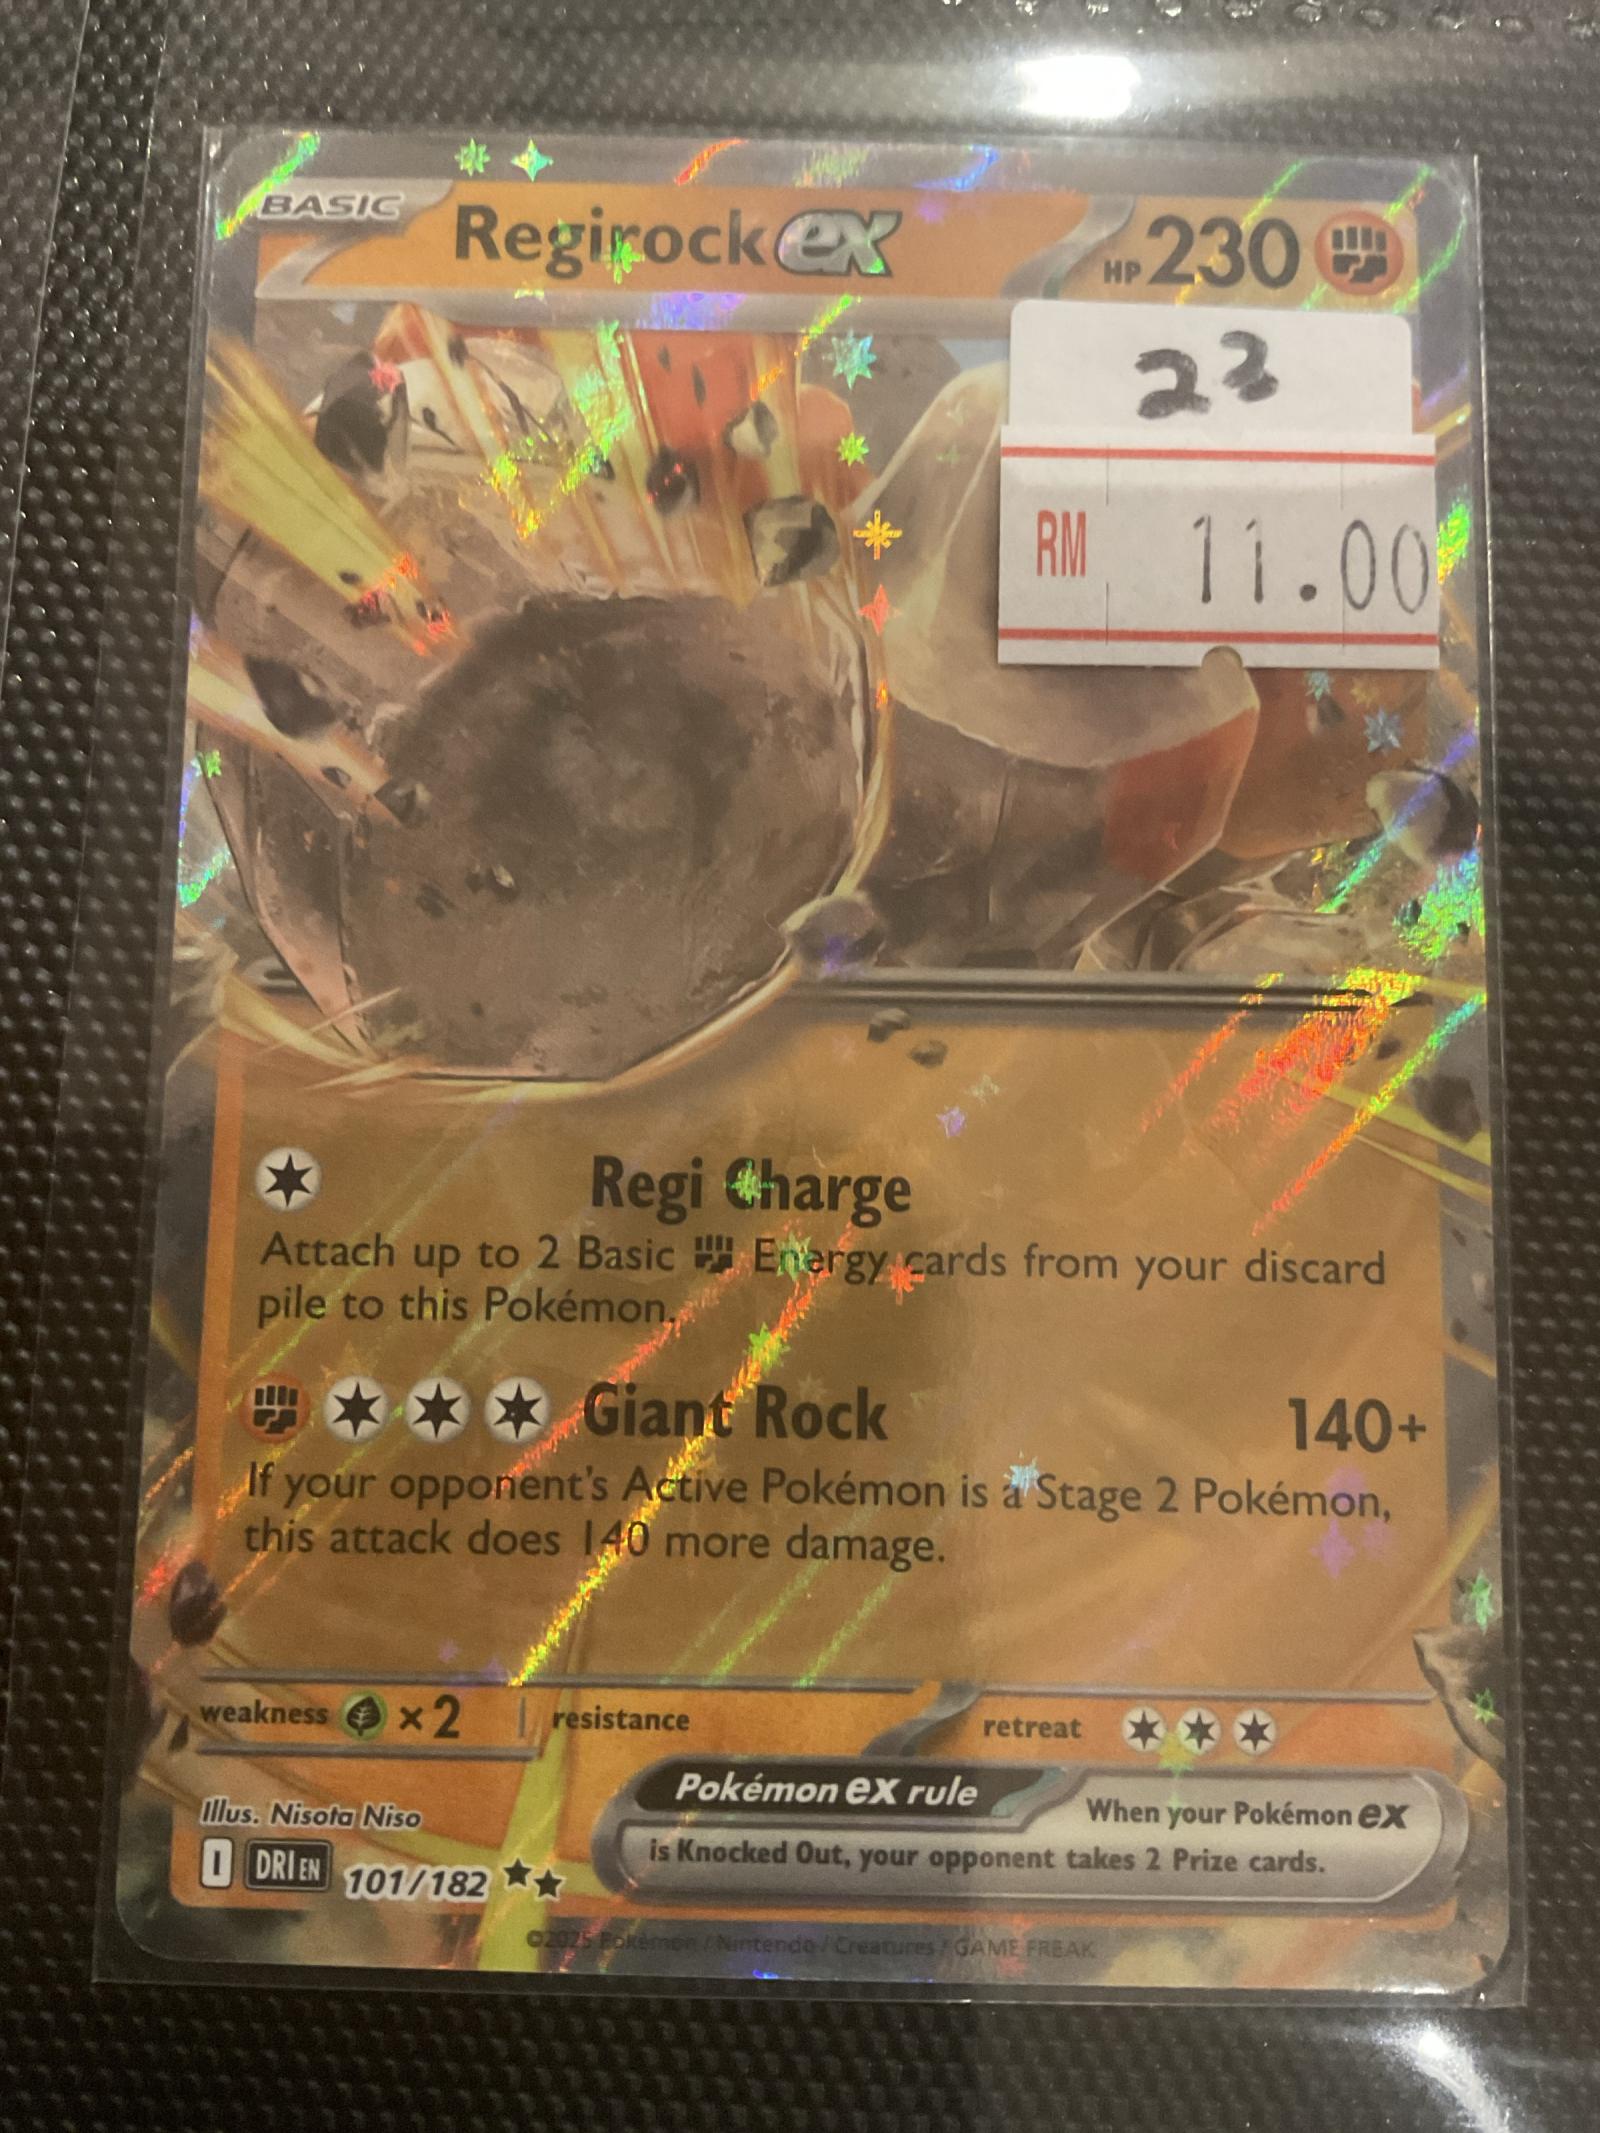 BASIC
Regirock ex
HP 230
22
RM 11.00
Regi Charge
Attach up to 2 Basic Energy cards from your discard
pile to this Pokémon.
Giant Rock 140+
If your opponent's Active Pokémon is a Stage 2 Pokémon,
this attack does 140 more damage.
weakness ×2 resistance retreat
Illus. Nisota Niso
Pokémon ex rule
When your Pokémon ex
is Knocked Out, your opponent takes 2 Prize cards.
I DRI EN 101/182
©2025 Pokémon / Nintendo / Creatures / GAME FREAK